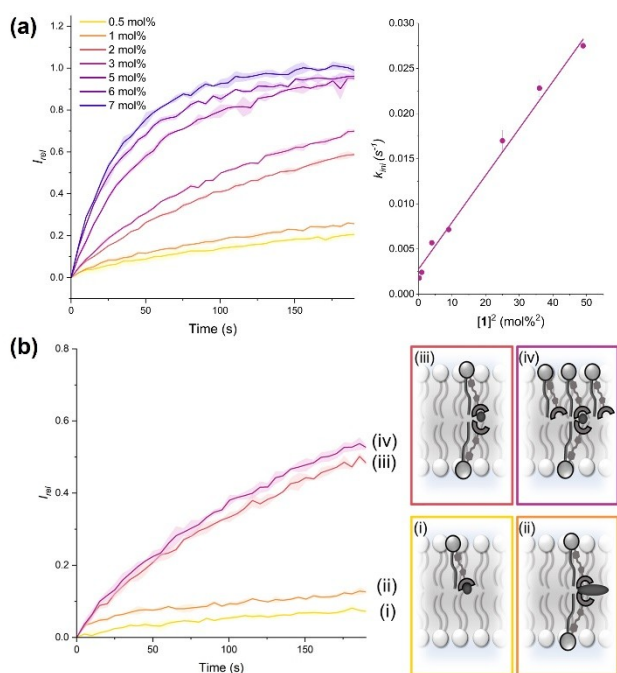 (a)
0.5 mol%
1 mol%
2 mol%
3 mol%
5 mol%
6 mol%
7 mol%
1.2
1.0
0.8
0.6
0.4
0.2
0.0
I_rel
0
50
100
150
Time (s)
0.030
0.025
0.020
0.015
0.010
0.005
0.000
k_ini (s⁻¹)
0
10
20
30
40
50
[1]² (mol%²)
(b)
0.8
0.6
0.4
0.2
0.0
I_rel
0
50
100
150
Time (s)
(iv)
(iii)
(ii)
(i)
(iii)
(iv)
(i)
(ii)